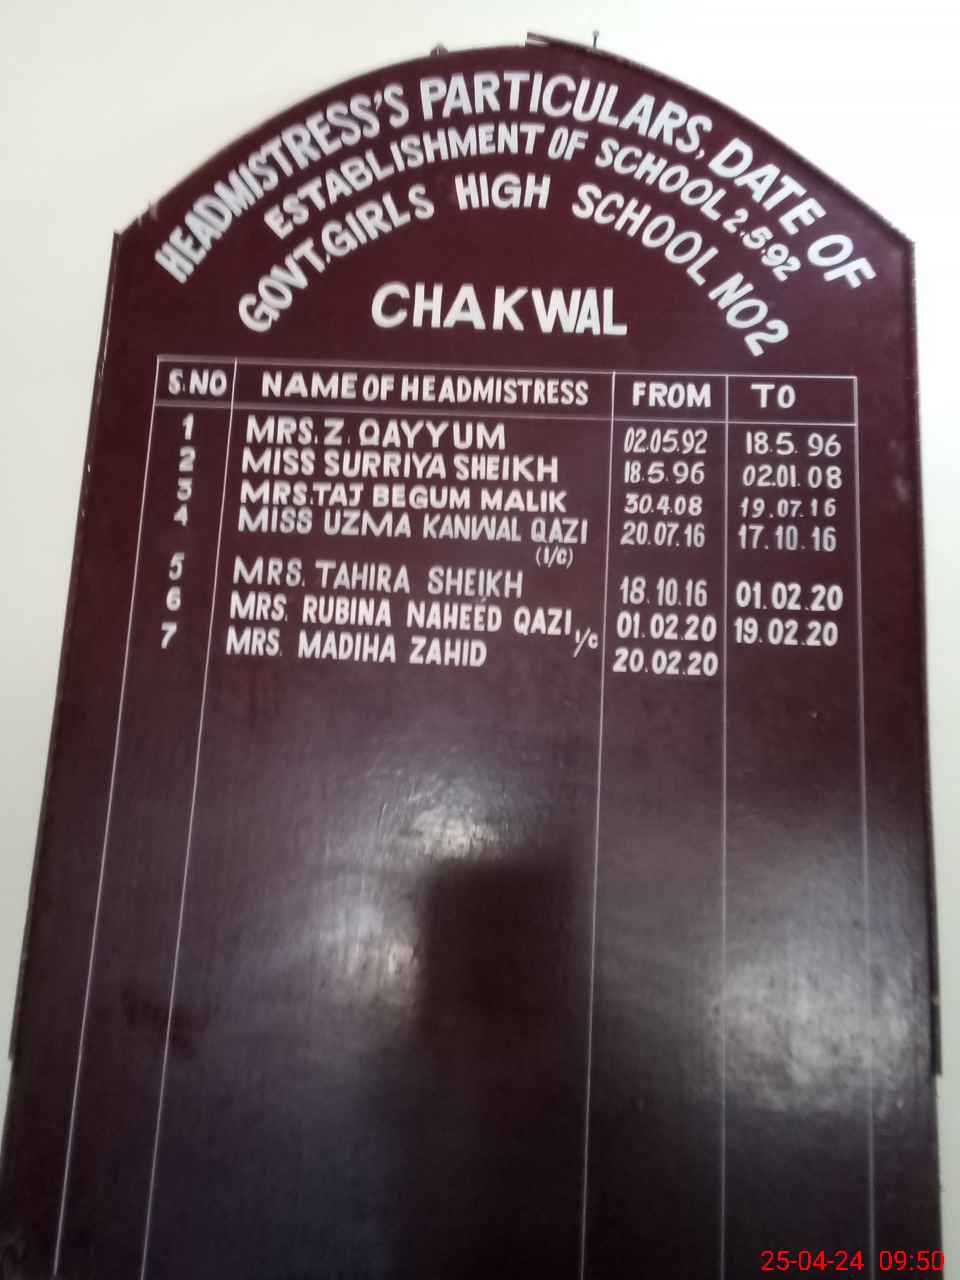 HEADMISTRESS'S PARTICULARS, DATE OF
ESTABLISHMENT OF SCHOOL 2.5.92
GOVT. GIRLS HIGH SCHOOL NO 2
CHAKWAL
S.NO NAME OF HEADMISTRESS FROM TO
1 MRS. Z. QAYYUM 02.05.92 18.5.96
2 MISS SURRIYA SHEIKH 18.5.96 02.01.08
3 MRS. TAJ BEGUM MALIK 30.4.08 19.07.16
4 MISS UZMA KANWAL QAZI 20.07.16 17.10.16
(I/C)
5 MRS. TAHIRA SHEIKH 18.10.16 01.02.20
6 MRS. RUBINA NAHEED QAZI, I/C 01.02.20 19.02.20
7 MRS. MADIHA ZAHID 20.02.20
25-04-24 09:50